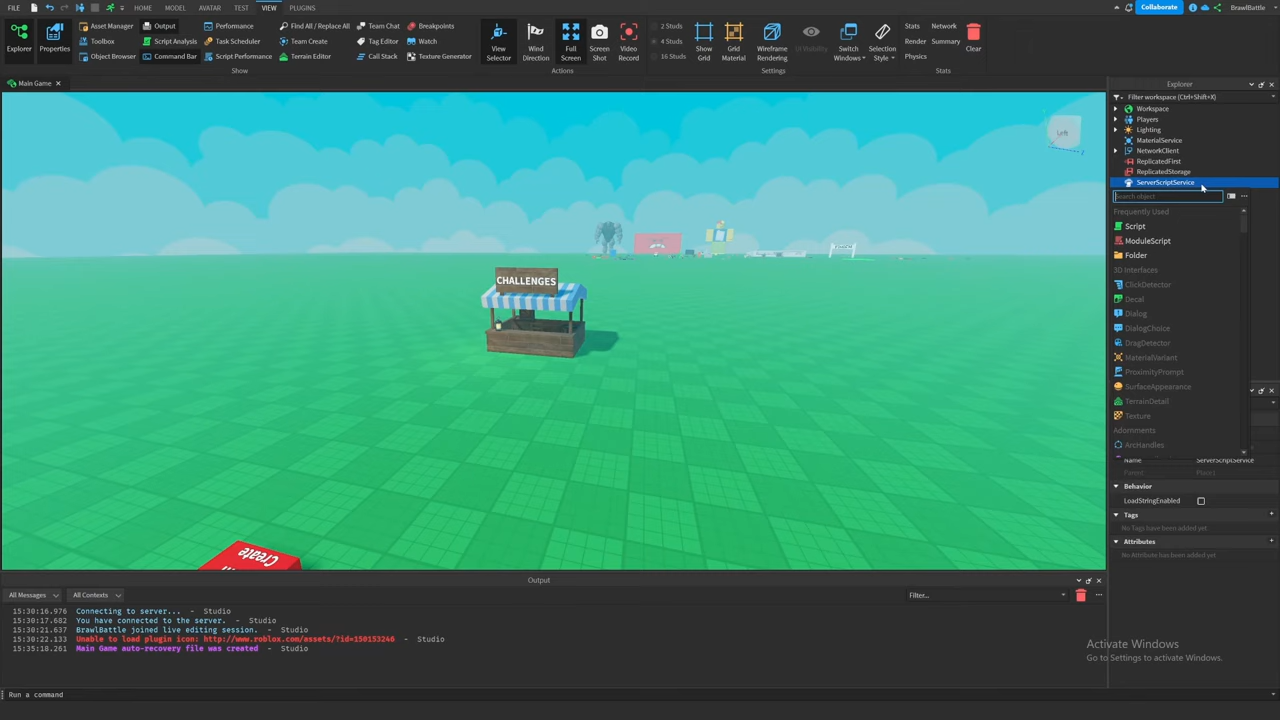 FILE HOME MODEL AVATAR TEST VIEW PLUGINS Collaborate BrawlBattle
Explorer
Properties
Asset Manager
Toolbox
Object Browser
Output
Script Analysis
Command Bar
Performance
Task Scheduler
Script Performance
Find All / Replace All
Team Create
Terrain Editor
Team Chat
Tag Editor
Call Stack
Breakpoints
Watch
Texture Generator
Show
View Selector
Wind Direction
Full Screen
Screen Shot
Video Record
Actions
2 Studs
4 Studs
16 Studs
Show Grid
Grid Material
Wireframe Rendering
UI Visibility
Switch Windows
Selection Style
Settings
Stats Network
Render Summary
Physics
Clear
Stats
Main Game
Left
CHALLENGES
Create
Explorer
Filter workspace (Ctrl+Shift+X)
Workspace
Players
Lighting
MaterialService
NetworkClient
ReplicatedFirst
ReplicatedStorage
ServerScriptService
Search object
Frequently Used
Script
ModuleScript
Folder
3D Interfaces
ClickDetector
Decal
Dialog
DialogChoice
DragDetector
MaterialVariant
ProximityPrompt
SurfaceAppearance
TerrainDetail
Texture
Adornments
ArcHandles
Name ServerScriptService
Parent Place1
Behavior
LoadStringEnabled
Tags
No Tags have been added yet
Attributes
No Attribute has been added yet
Output
All Messages All Contexts Filter...
15:30:16.976 Connecting to server... - Studio
15:30:17.682 You have connected to the server. - Studio
15:30:21.637 BrawlBattle joined live editing session. - Studio
15:30:22.133 Unable to load plugin icon: http://www.roblox.com/assets/?id=150153246 - Studio
15:35:18.261 Main Game auto-recovery file was created - Studio
Activate Windows
Go to Settings to activate Windows.
Run a command